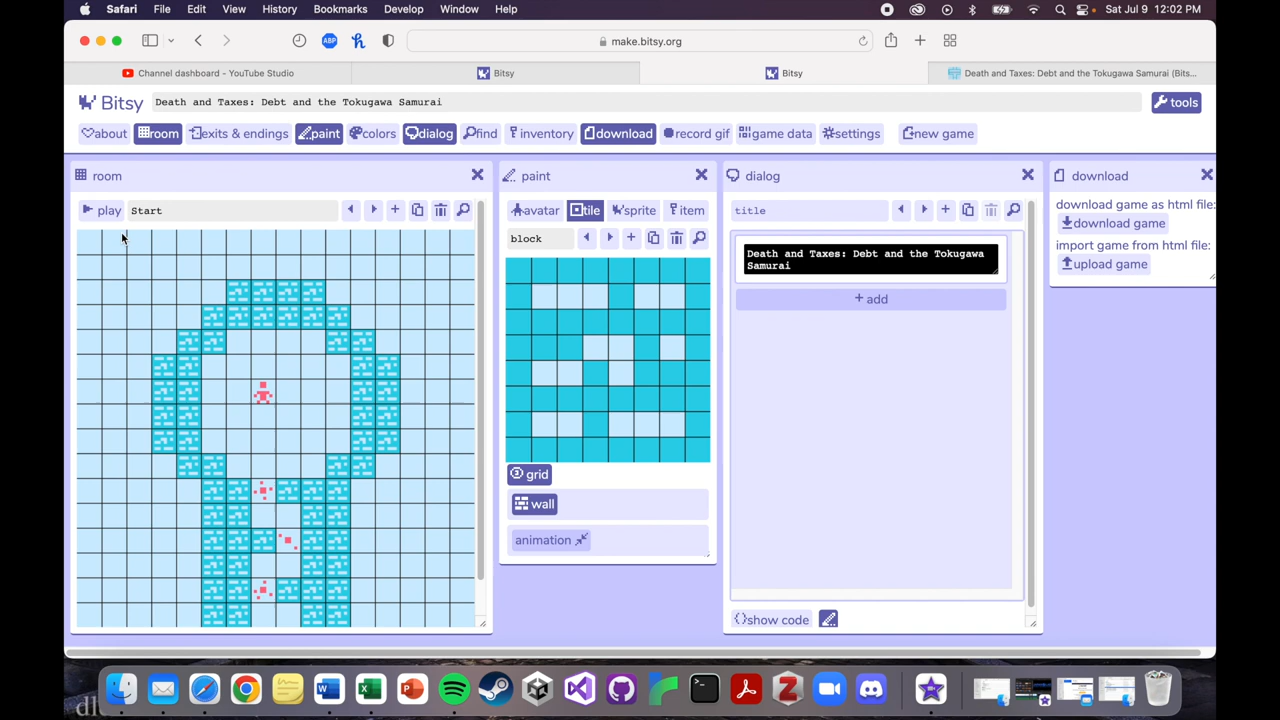 Safari File Edit View History Bookmarks Develop Window Help Sat Jul 9 12:02 PM
ABP make.bitsy.org
Channel dashboard - YouTube Studio Bitsy Bitsy Death and Taxes: Debt and the Tokugawa Samurai (Bits...
Bitsy Death and Taxes: Debt and the Tokugawa Samurai tools
about room exits & endings paint colors dialog find inventory download record gif game data settings new game
room paint dialog download
play Start avatar tile sprite item title download game as html file:
download game
block import game from html file:
Death and Taxes: Debt and the Tokugawa
Samurai
upload game
+ add
grid
wall
animation
{}show code